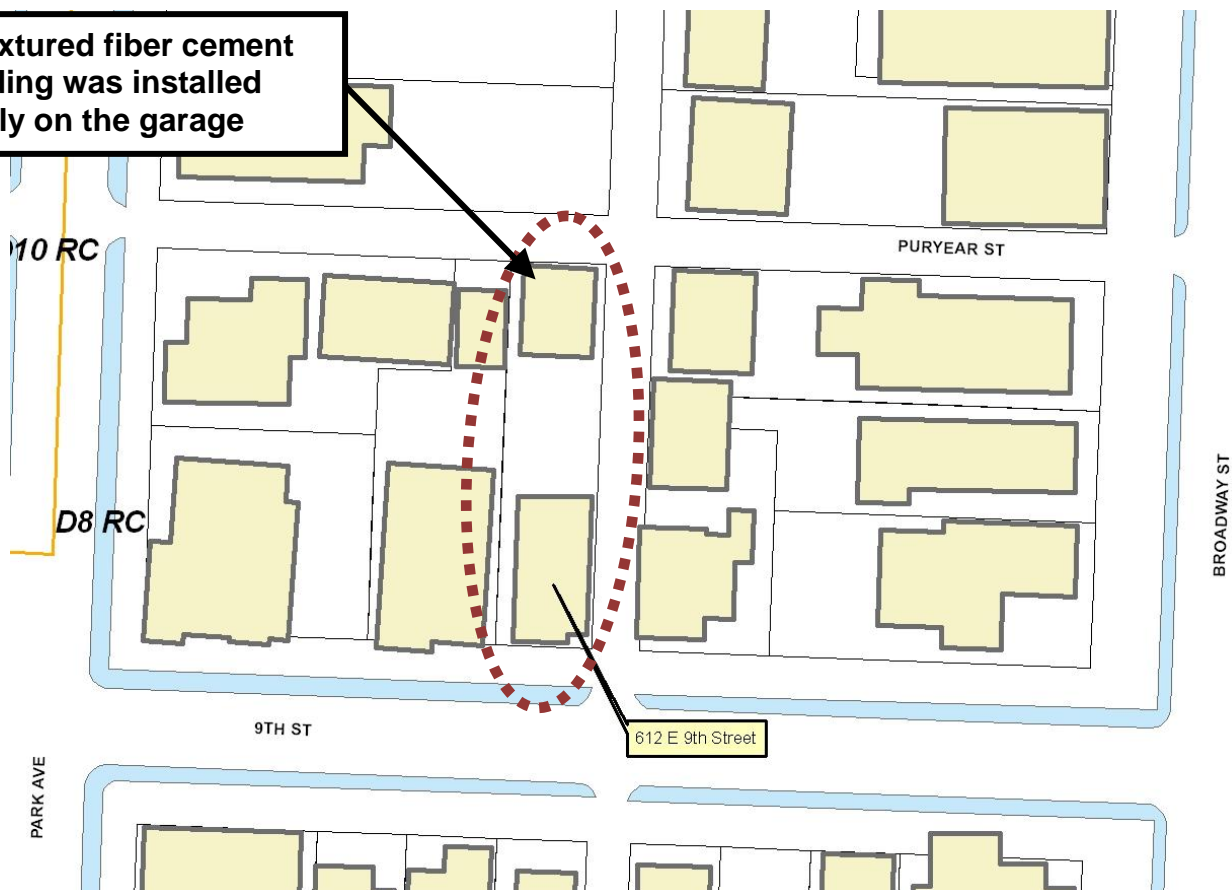 xtured fiber cement
ling was installed
ly on the garage
10 RC
PURYEAR ST
D8 RC
BROADWAY ST
612 E 9th Street
9TH ST
PARK AVE